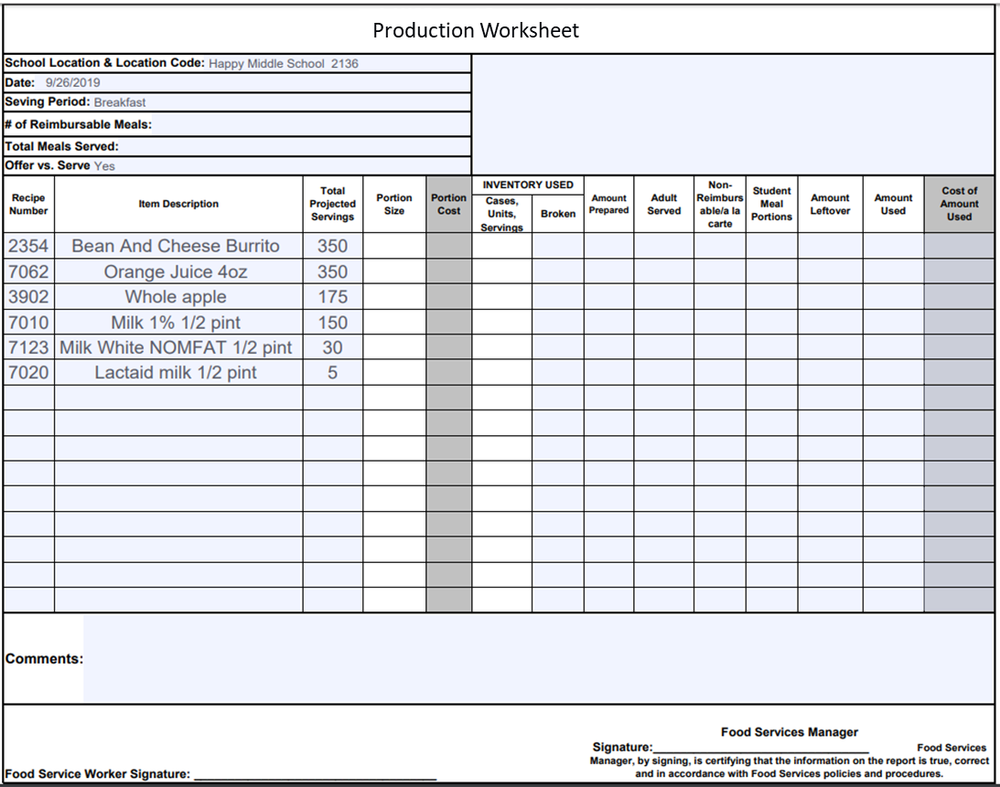 Production Worksheet
School Location & Location Code: Happy Middle School 2136
Date: 9/26/2019
Seving Period: Breakfast
# of Reimbursable Meals:
Total Meals Served:
Offer vs. Serve Yes
Recipe Number Item Description Total Projected Servings Portion Size Portion Cost INVENTORY USED Cases, Units, Servings Broken Amount Prepared Adult Served Non-Reimbursable/a la carte Student Meal Portions Amount Leftover Amount Used Cost of Amount Used
2354 Bean And Cheese Burrito 350
7062 Orange Juice 4oz 350
3902 Whole apple 175
7010 Milk 1% 1/2 pint 150
7123 Milk White NOMFAT 1/2 pint 30
7020 Lactaid milk 1/2 pint 5
Comments:
Food Services Manager
Signature: Food Services
Manager, by signing, is certifying that the information on the report is true, correct
and in accordance with Food Services policies and procedures.
Food Service Worker Signature: